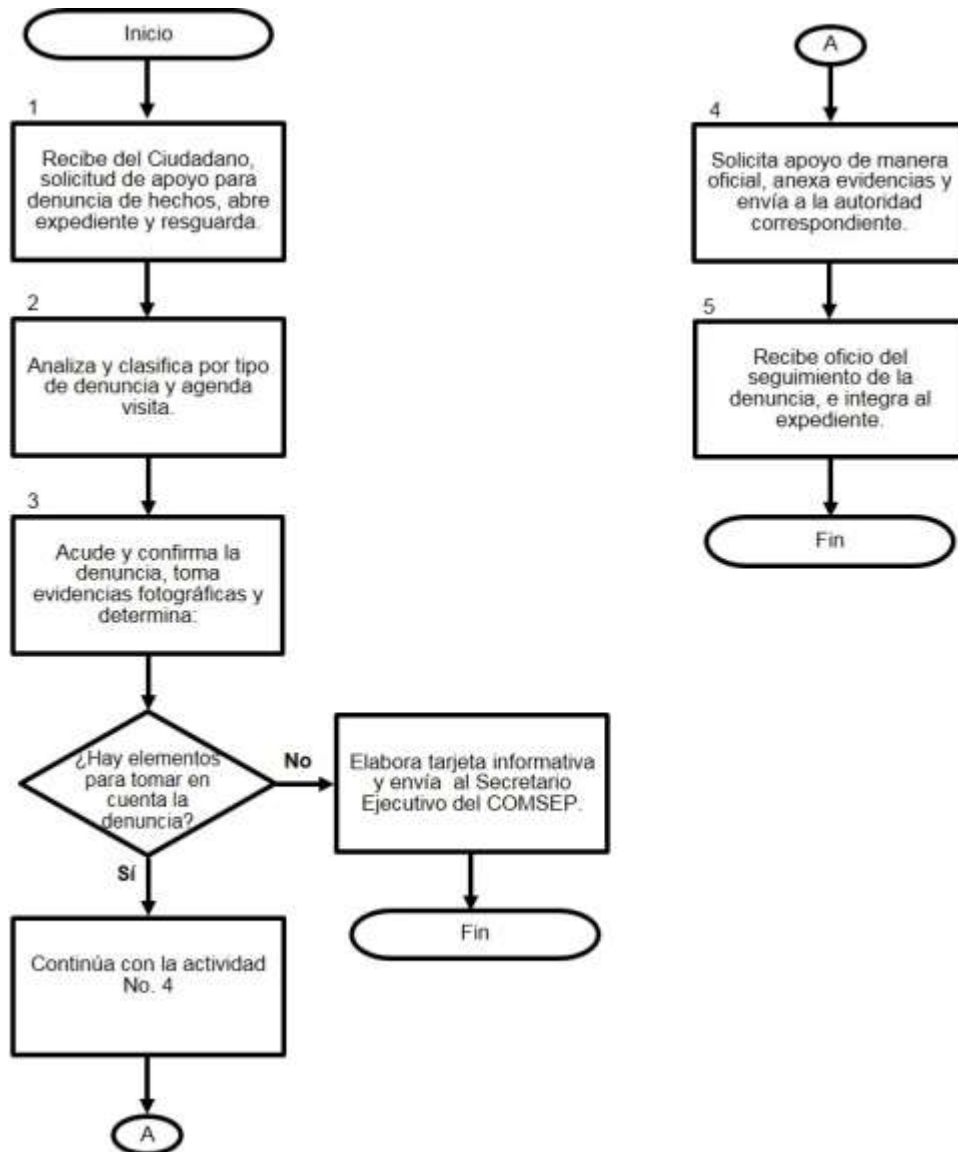 Inicio
1
Recibe del Ciudadano,
solicitud de apoyo para
denuncia de hechos, abre
expediente y resguarda.
2
Analiza y clasifica por tipo
de denuncia y agenda
visita.
3
Acude y confirma la
denuncia, toma
evidencias fotográficas y
determina:
¿Hay elementos
para tomar en
cuenta la
denuncia?
No
Elabora tarjeta informativa
y envía al Secretario
Ejecutivo del COMSEP.
Fin
Sí
Continúa con la actividad
No. 4
A
A
4
Solicita apoyo de manera
oficial, anexa evidencias y
envía a la autoridad
correspondiente.
5
Recibe oficio del
seguimiento de la
denuncia, e integra al
expediente.
Fin